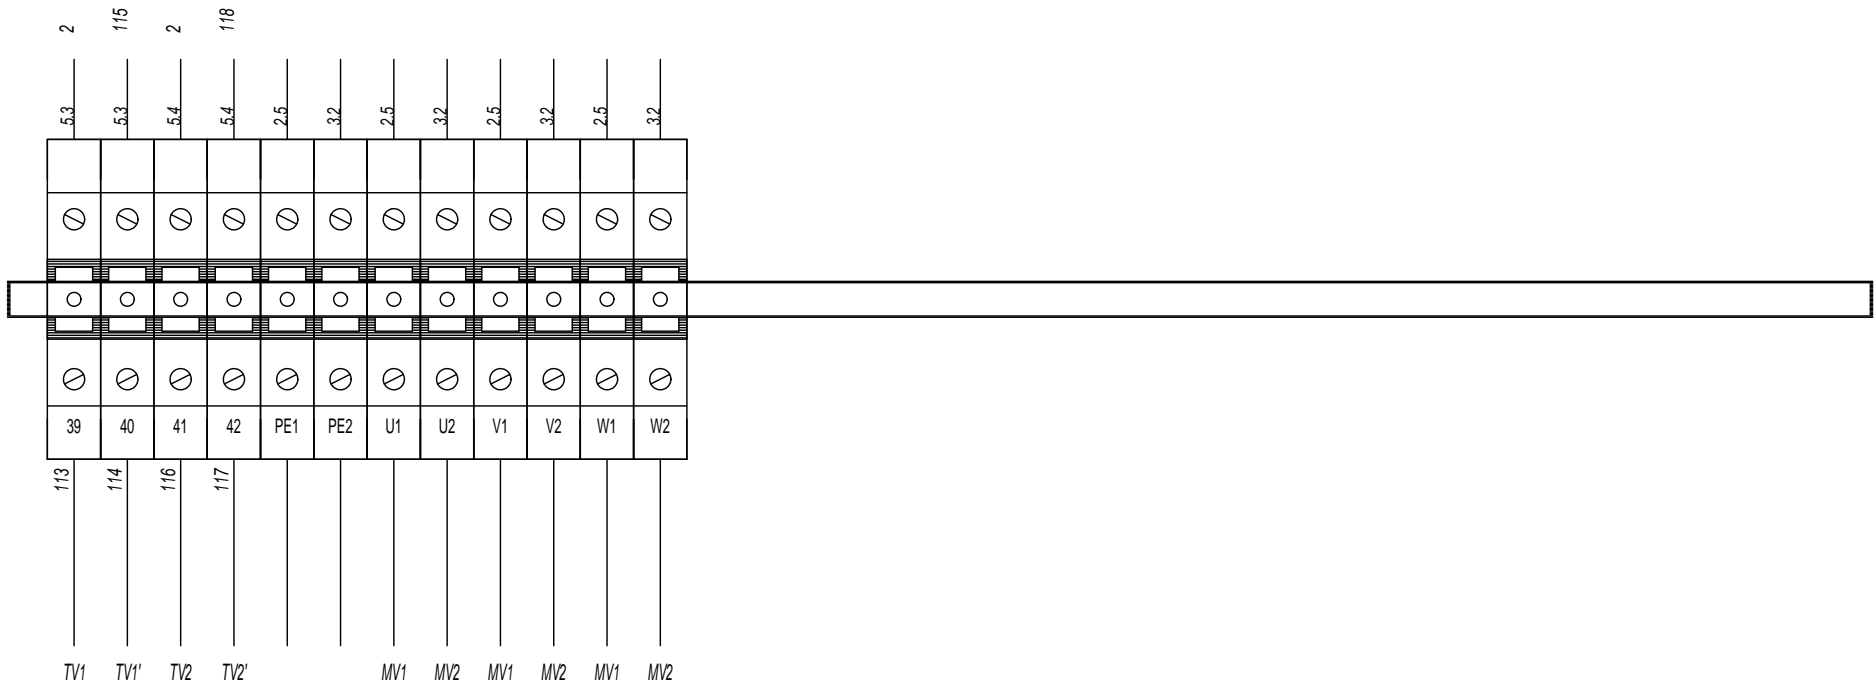 2 115 2 118
5.3 5.3 5.4 5.4 2.5 3.2 2.5 3.2 2.5 3.2 2.5 3.2
39 40 41 42 PE1 PE2 U1 U2 V1 V2 W1 W2
113 114 116 117
TV1 TV1' TV2 TV2' MV1 MV2 MV1 MV2 MV1 MV2